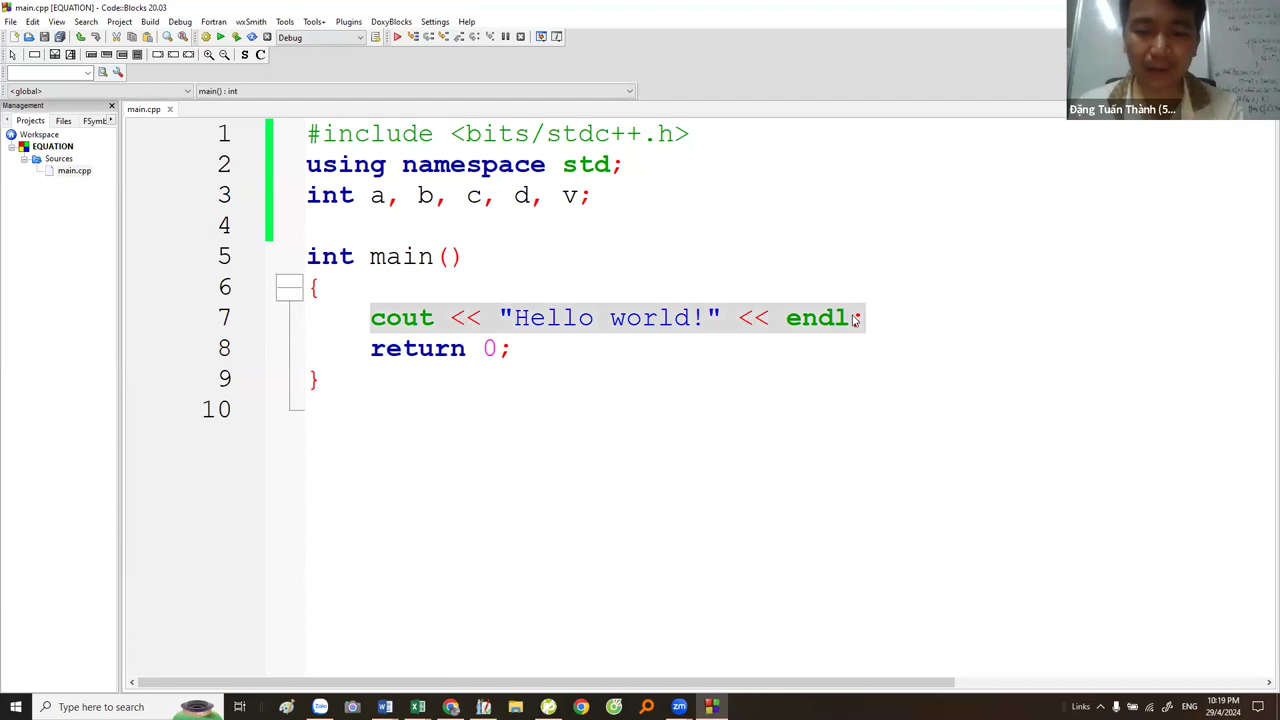 main.cpp [EQUATION] - Code::Blocks 20.03
File Edit View Search Project Build Debug Fortran wxSmith Tools Tools+ Plugins DoxyBlocks Settings Help
Debug
S C
<global> main() : int
Management
Projects Files FSymb
main.cpp
Workspace
EQUATION
Sources
main.cpp
1 #include <bits/stdc++.h>
2 using namespace std;
3 int a, b, c, d, v;
4
5 int main()
6 {
7 cout << "Hello world!" << endl;
8 return 0;
9 }
10
Đặng Tuấn Thành (5...
Type here to search
Links
ENG
10:19 PM
29/4/2024